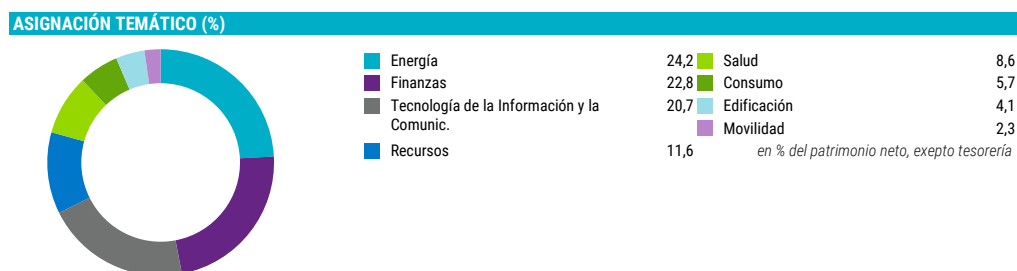 ASIGNACIÓN TEMÁTICO (%)
Energía 24,2
Finanzas 22,8
Tecnología de la Información y la 20,7
Comunic.
Recursos 11,6
Salud 8,6
Consumo 5,7
Edificación 4,1
Movilidad 2,3
en % del patrimonio neto, exepto tesorería